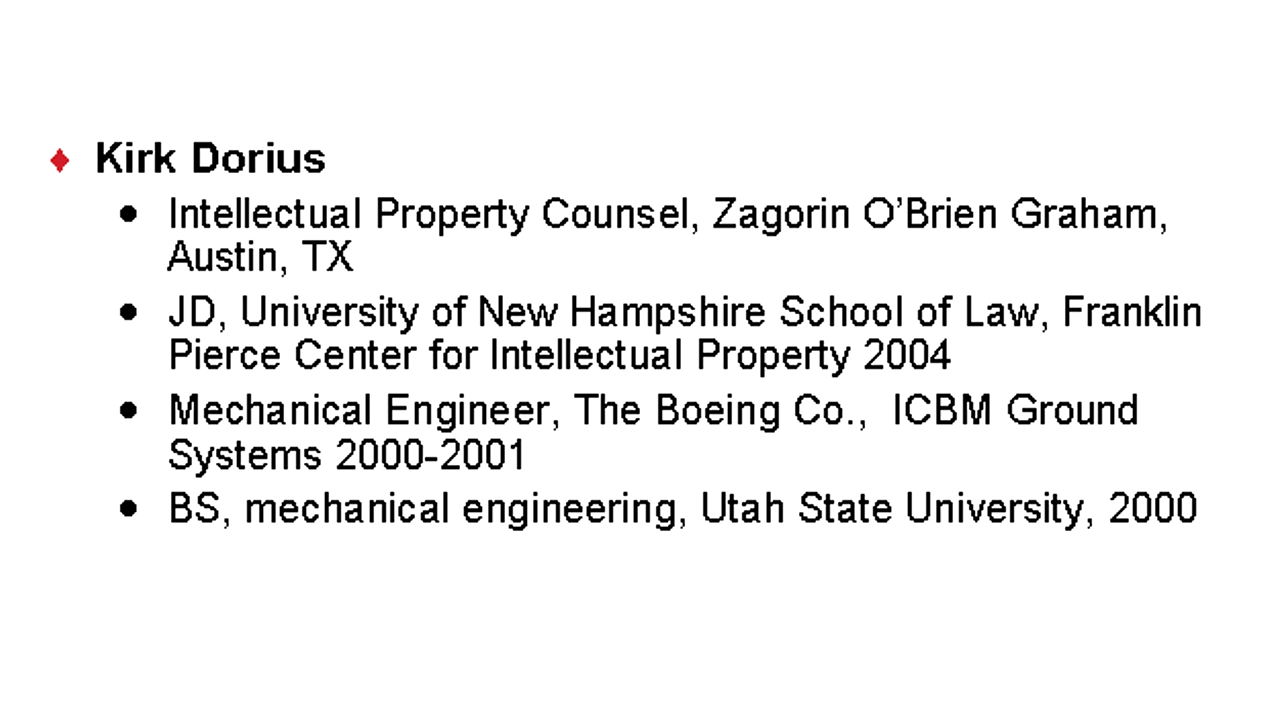 ♦ Kirk Dorius
• Intellectual Property Counsel, Zagorin O’Brien Graham,
Austin, TX
• JD, University of New Hampshire School of Law, Franklin
Pierce Center for Intellectual Property 2004
• Mechanical Engineer, The Boeing Co.,  ICBM Ground
Systems 2000-2001
• BS, mechanical engineering, Utah State University, 2000